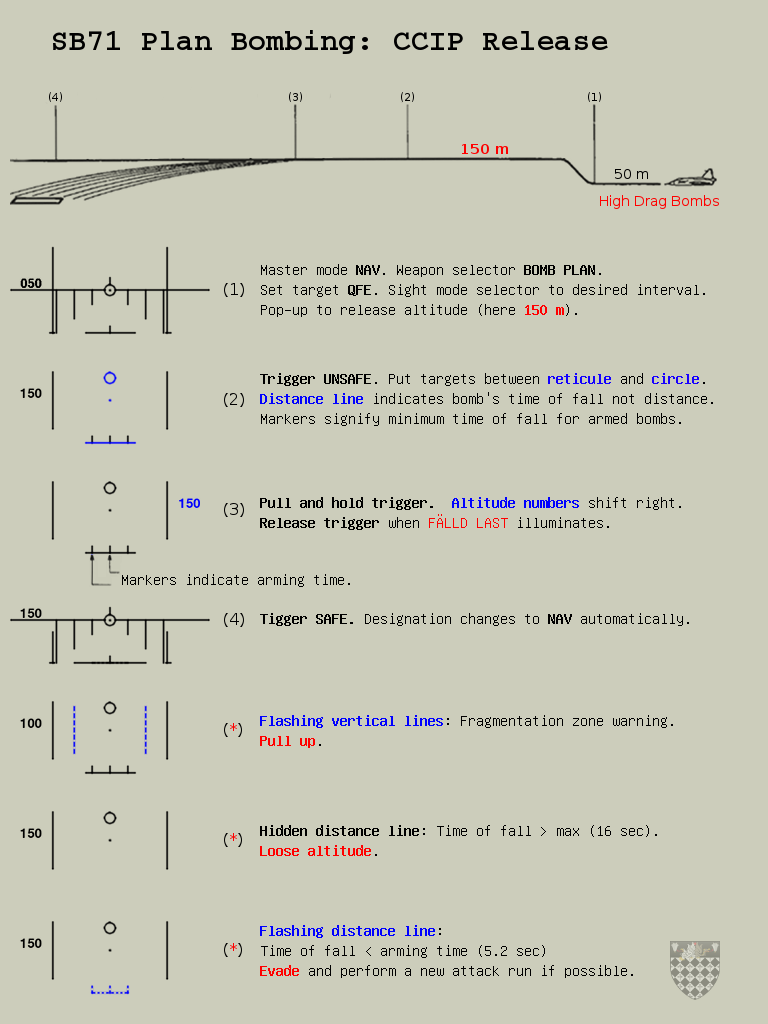 SB71 Plan Bombing: CCIP Release
(4) (3) (2) (1)
150 m
50 m
High Drag Bombs
050
(1)
Master mode NAV. Weapon selector BOMB PLAN.
Set target QFE. Sight mode selector to desired interval.
Pop-up to release altitude (here 150 m).
150
(2)
Trigger UNSAFE. Put targets between reticule and circle.
Distance line indicates bomb's time of fall not distance.
Markers signify minimum time of fall for armed bombs.
150
(3)
Pull and hold trigger. Altitude numbers shift right.
Release trigger when FÄLLD LAST illuminates.
Markers indicate arming time.
150
(4)
Tigger SAFE. Designation changes to NAV automatically.
100
(*)
Flashing vertical lines: Fragmentation zone warning.
Pull up.
150
(*)
Hidden distance line: Time of fall > max (16 sec).
Loose altitude.
150
(*)
Flashing distance line:
Time of fall < arming time (5.2 sec)
Evade and perform a new attack run if possible.